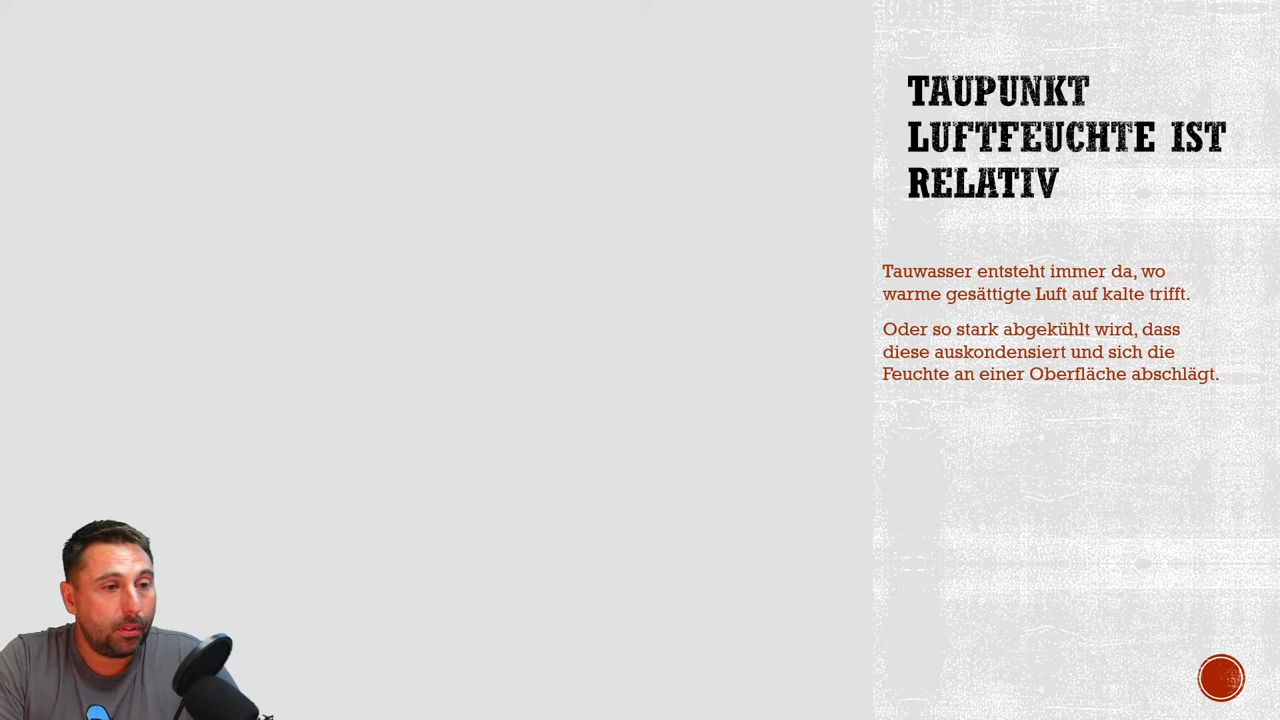 TAUPUNKT
LUFTFEUCHTE IST
RELATIV
Tauwasser entsteht immer da, wo
warme gesättigte Luft auf kalte trifft.
Oder so stark abgekühlt wird, dass
diese auskondensiert und sich die
Feuchte an einer Oberfläche abschlägt.